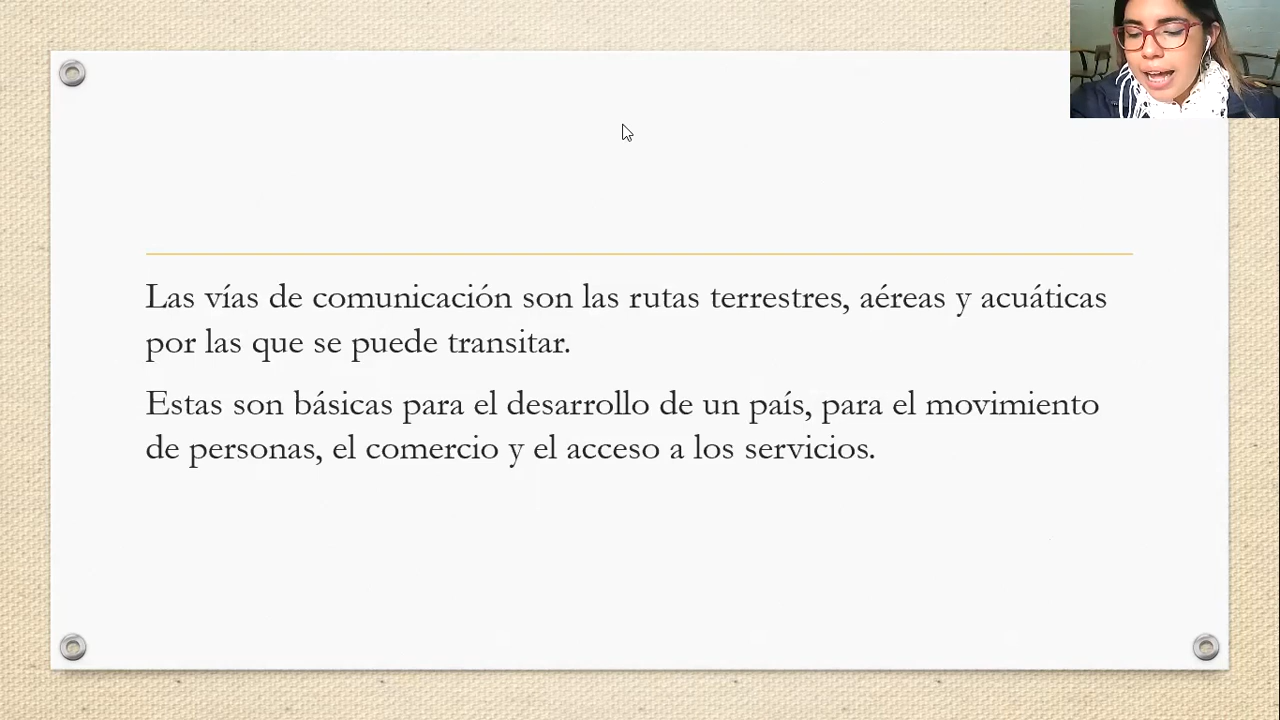 Las vías de comunicación son las rutas terrestres, aéreas y acuáticas
por las que se puede transitar.
Estas son básicas para el desarrollo de un país, para el movimiento
de personas, el comercio y el acceso a los servicios.